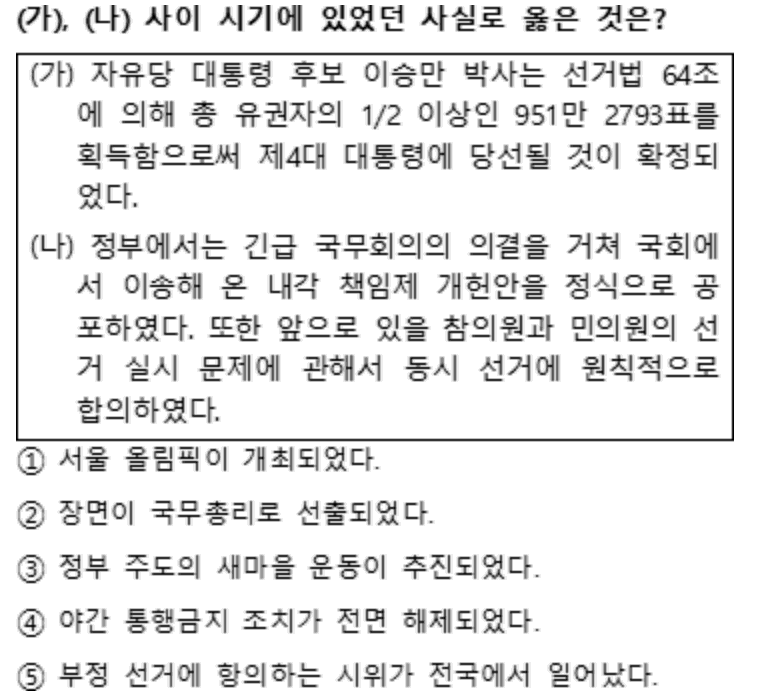 (가), (나) 사이 시기에 있었던 사실로 옳은 것은?
(가) 자유당 대통령 후보 이승만 박사는 선거법 64조
에 의해 총 유권자의 1/2 이상인 951만 2793표를
획득함으로써 제4대 대통령에 당선될 것이 확정되
었다.
(나) 정부에서는 긴급 국무회의의 의결을 거쳐 국회에
서 이송해 온 내각 책임제 개헌안을 정식으로 공
포하였다. 또한 앞으로 있을 참의원과 민의원의 선
거 실시 문제에 관해서 동시 선거에 원칙적으로
합의하였다.
① 서울 올림픽이 개최되었다.
② 장면이 국무총리로 선출되었다.
③ 정부 주도의 새마을 운동이 추진되었다.
④ 야간 통행금지 조치가 전면 해제되었다.
⑤ 부정 선거에 항의하는 시위가 전국에서 일어났다.